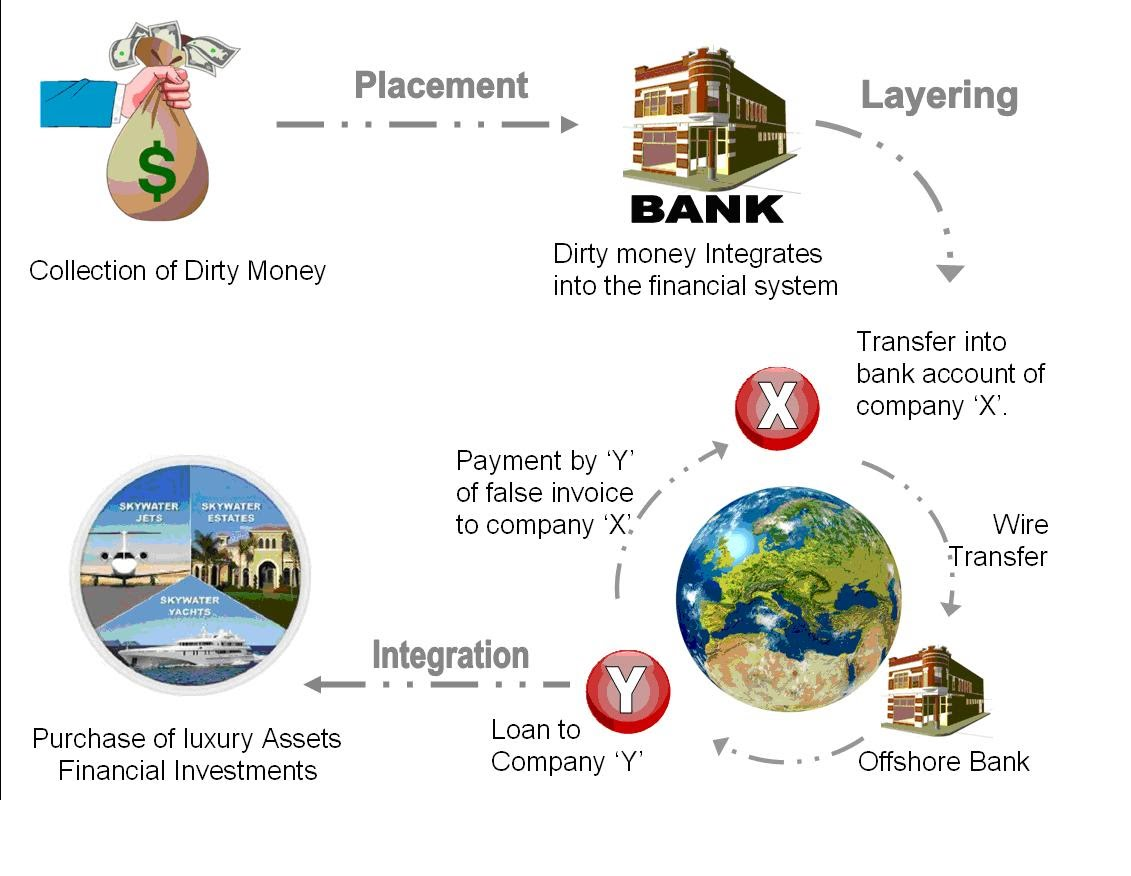 $
Placement
BANK
Layering
Collection of Dirty Money
Dirty money Integrates
into the financial system
Transfer into
bank account of
company ‘X’.
X
Payment by ‘Y’
of false invoice
to company ‘X’
Wire
Transfer
SKYWATER
JETS
SKYWATER
ESTATES
SKYWATER
YACHTS
Integration
Y
Loan to
Company ‘Y’
Offshore Bank
Purchase of luxury Assets
Financial Investments